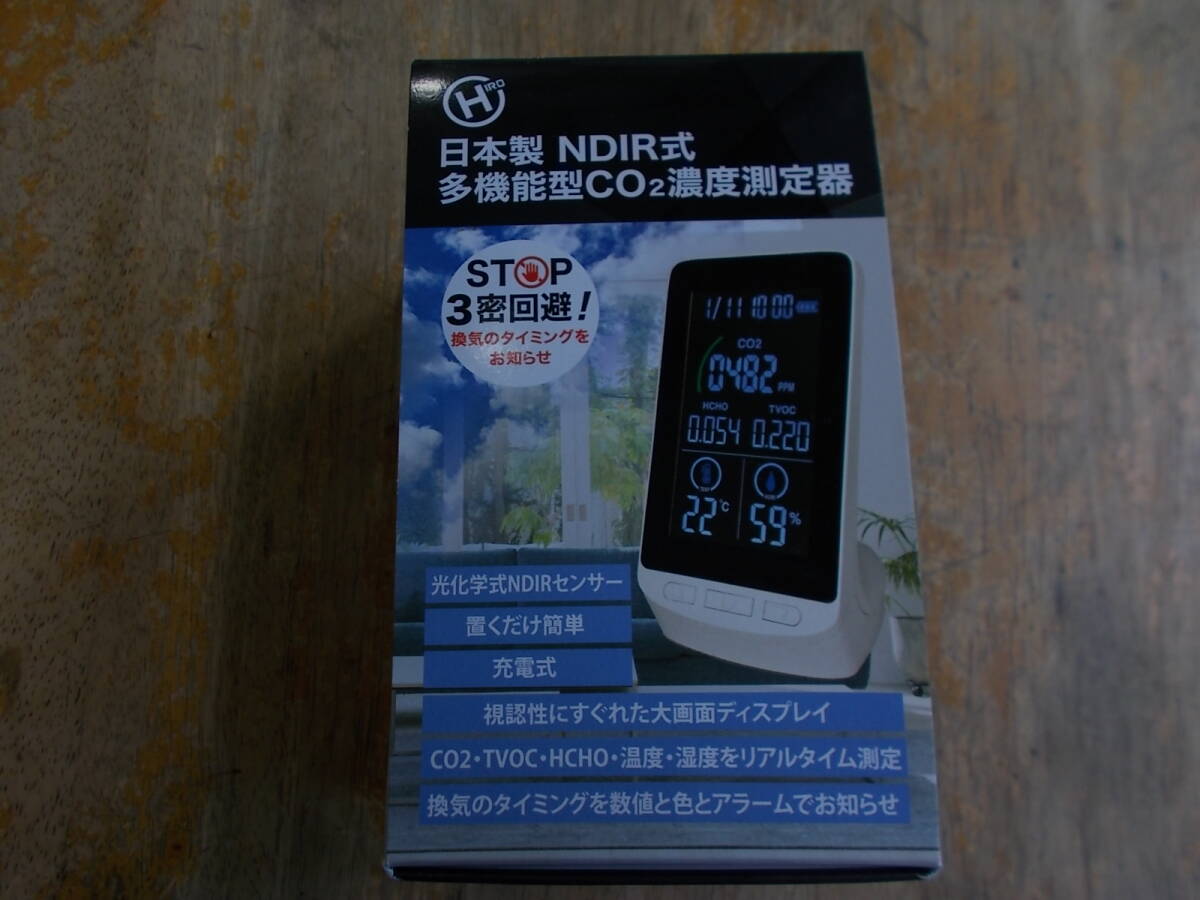 HIRO
日本製 NDIR式
多機能型CO₂濃度測定器
STOP
3密回避!
換気のタイミングを
お知らせ
1/11 10:00
CO2
0482 PPM
HCHO TVOC
0.054 0.220
22℃ 59%
光化学式NDIRセンサー
置くだけ簡単
充電式
視認性にすぐれた大画面ディスプレイ
CO2・TVOC・HCHO・温度・湿度をリアルタイム測定
換気のタイミングを数値と色とアラームでお知らせ